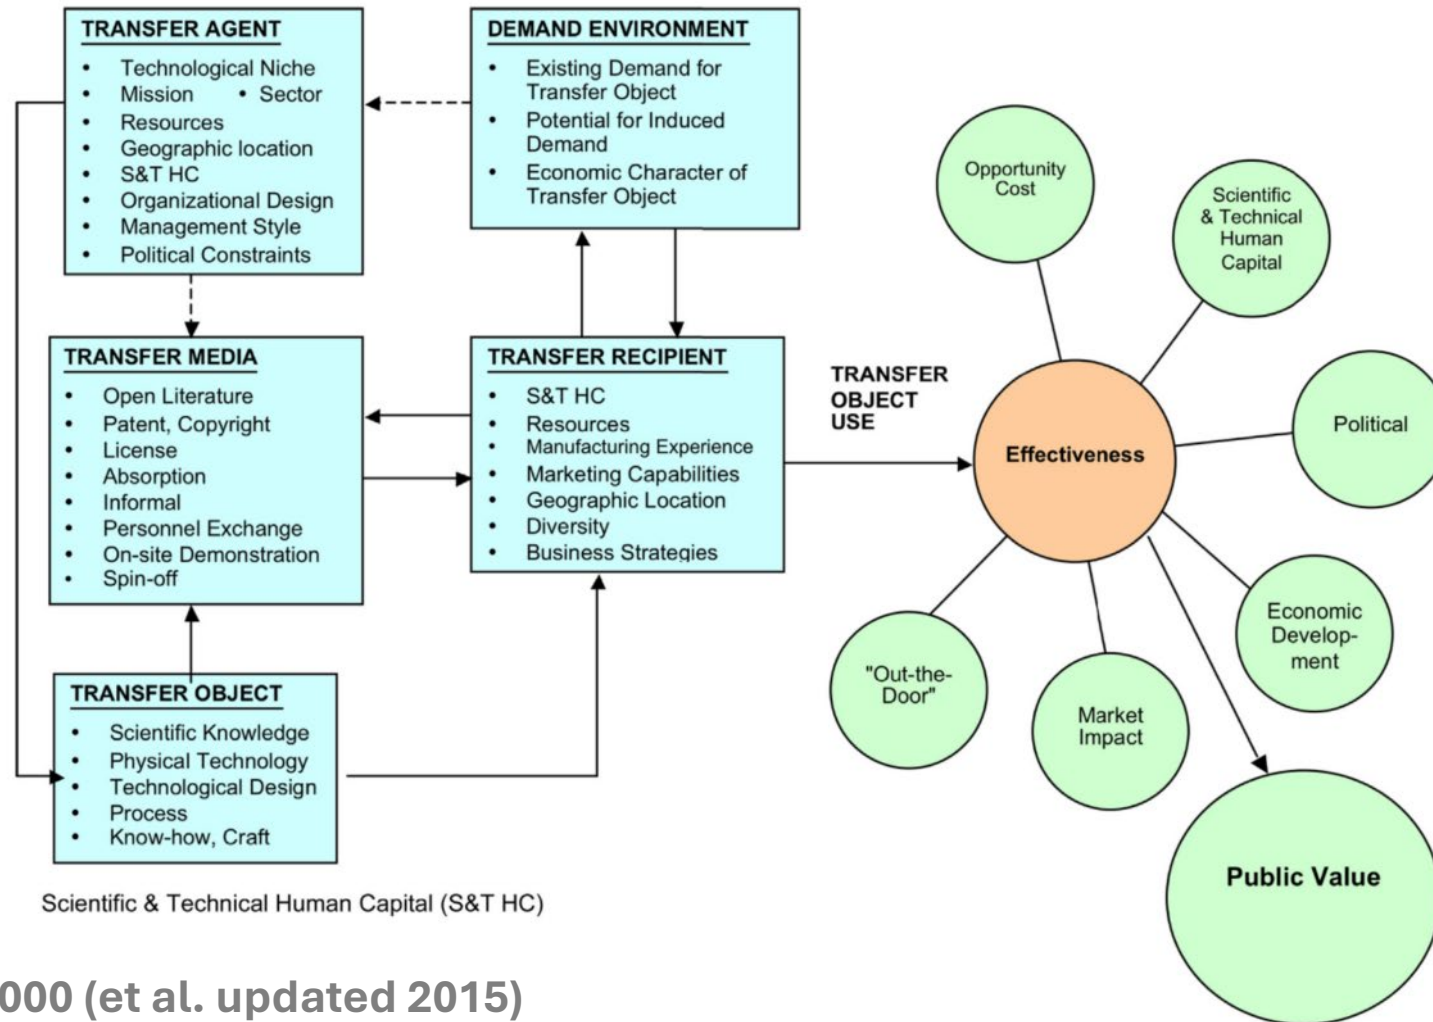 TRANSFER AGENT
• Technological Niche
• Mission • Sector
• Resources
• Geographic location
• S&T HC
• Organizational Design
• Management Style
• Political Constraints
DEMAND ENVIRONMENT
• Existing Demand for
Transfer Object
• Potential for Induced
Demand
• Economic Character of
Transfer Object
TRANSFER MEDIA
• Open Literature
• Patent, Copyright
• License
• Absorption
• Informal
• Personnel Exchange
• On-site Demonstration
• Spin-off
TRANSFER RECIPIENT
• S&T HC
• Resources
• Manufacturing Experience
• Marketing Capabilities
• Geographic Location
• Diversity
• Business Strategies
TRANSFER OBJECT
• Scientific Knowledge
• Physical Technology
• Technological Design
• Process
• Know-how, Craft
Scientific & Technical Human Capital (S&T HC)
TRANSFER
OBJECT
USE
Effectiveness
Opportunity
Cost
Scientific
& Technical
Human
Capital
Political
Economic
Develop-
ment
Market
Impact
"Out-the-
Door"
Public Value
000 (et al. updated 2015)